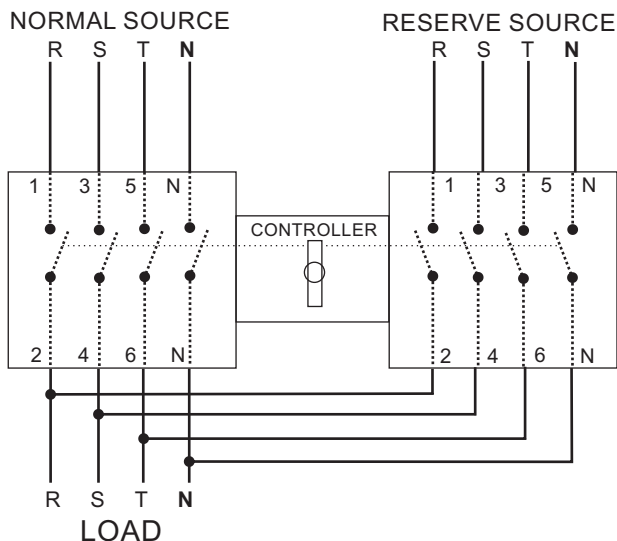 NORMAL SOURCE RESERVE SOURCE
R S T N R S T N
1 3 5 N 1 3 5 N
CONTROLLER
2 4 6 N 2 4 6 N
R S T N
LOAD